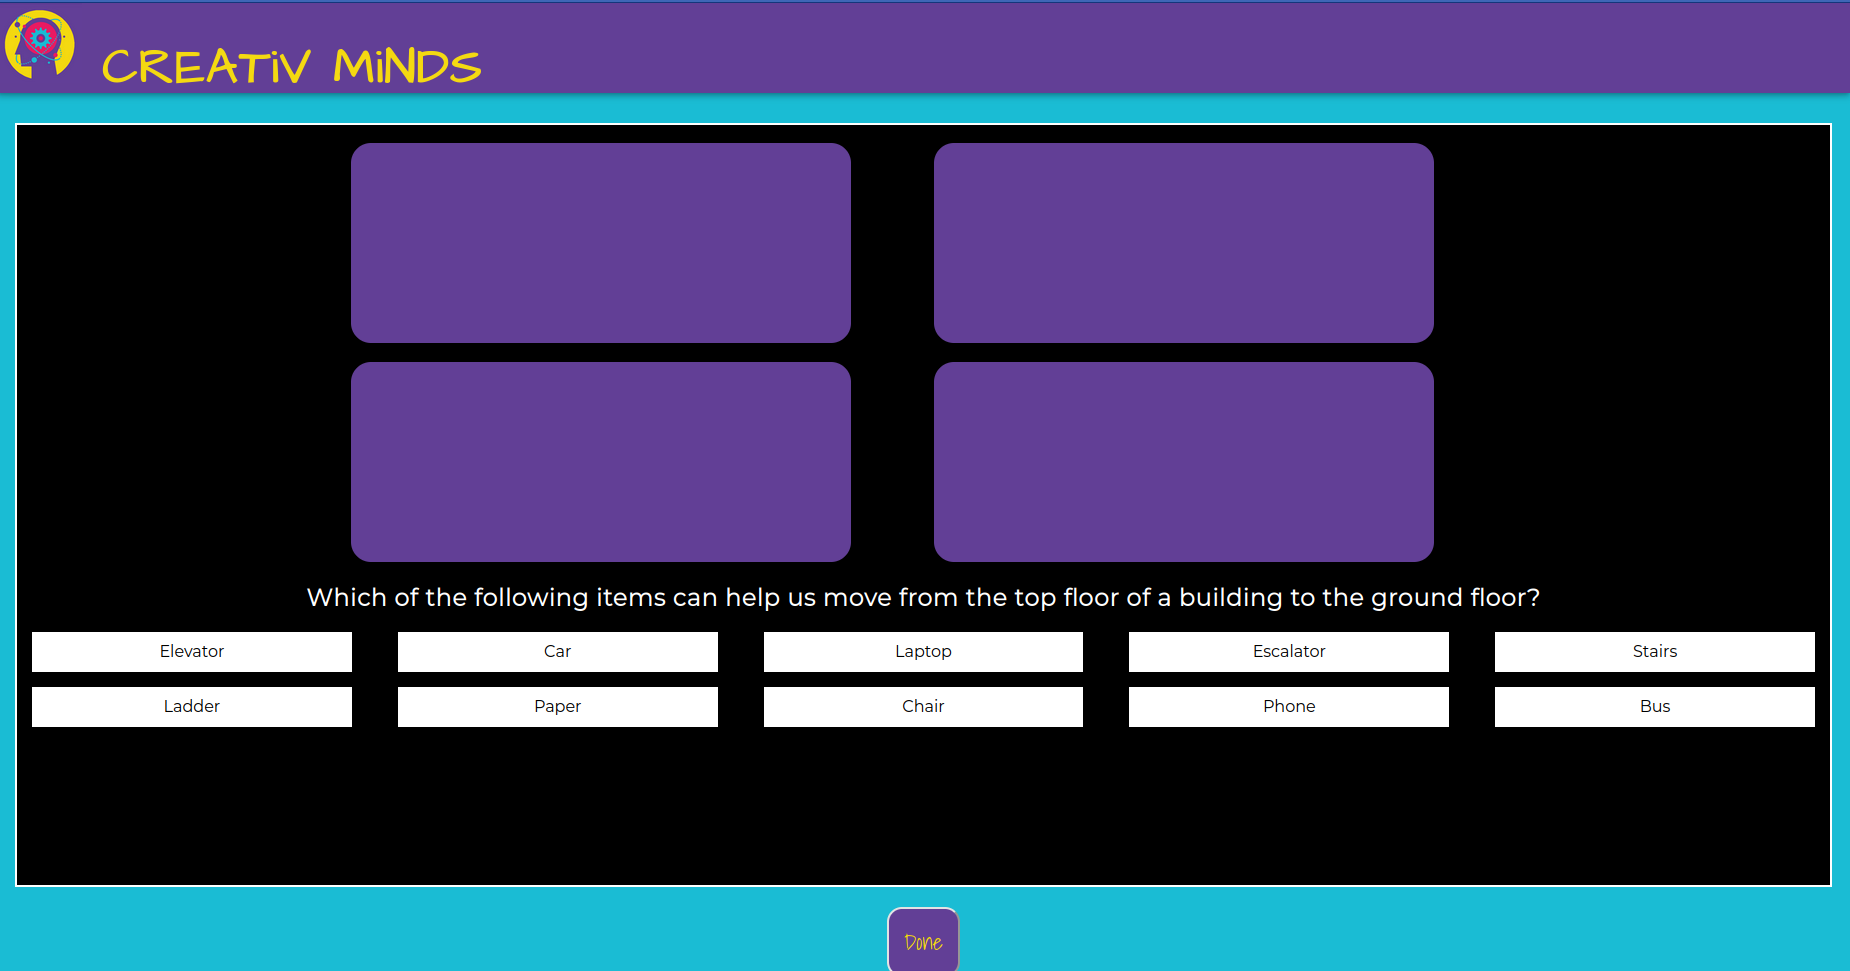 CREATiV MiNDS
Which of the following items can help us move from the top floor of a building to the ground floor?
Elevator Car Laptop Escalator Stairs
Ladder Paper Chair Phone Bus
Done